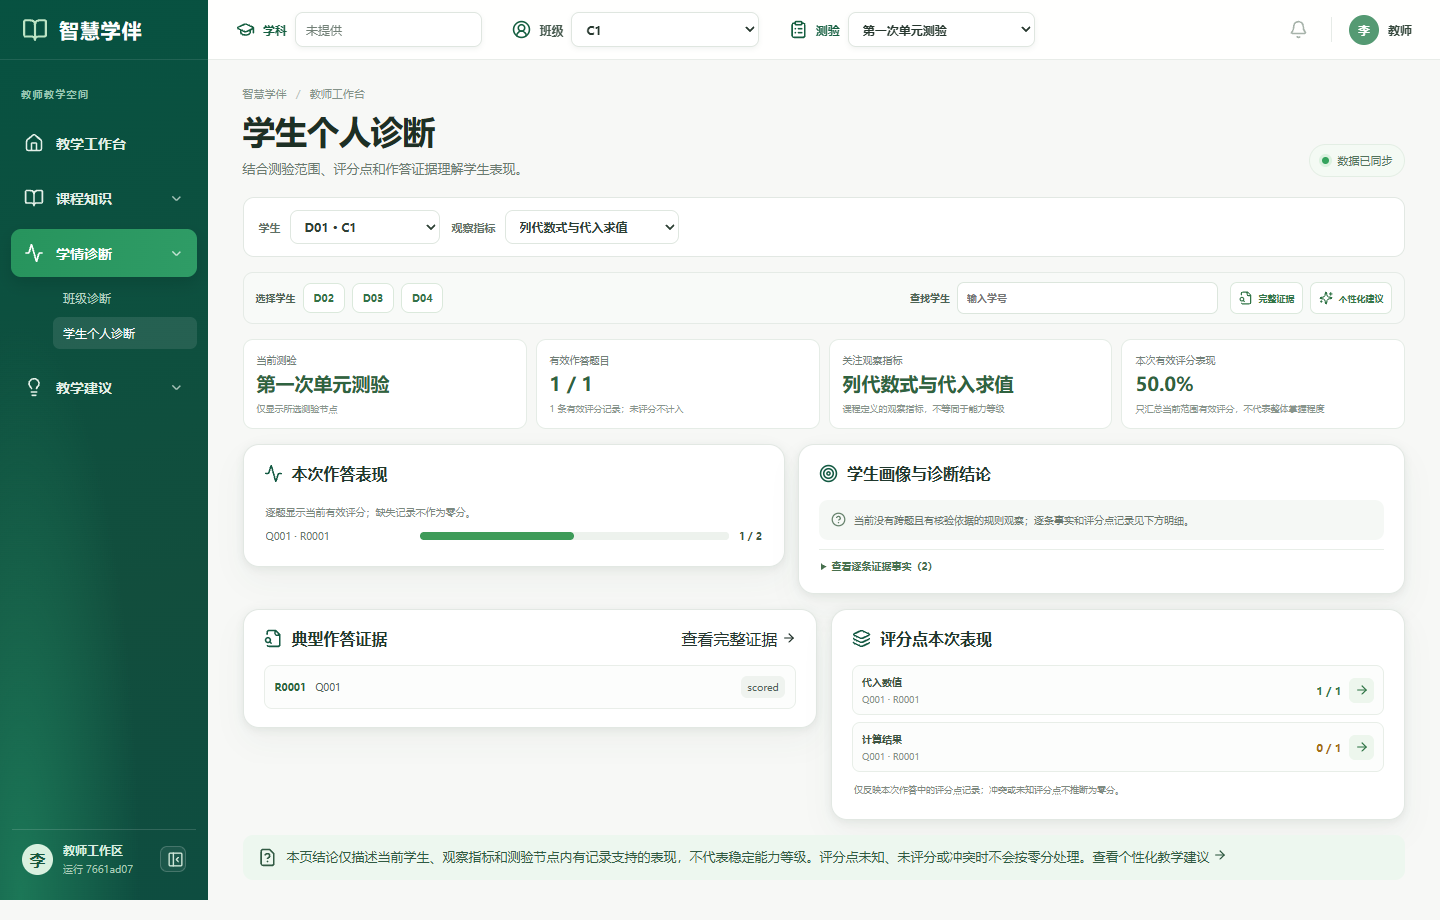 智慧学伴
学科 未提供 班级 C1 测验 第一次单元测验 李 教师
教师教学空间
教学工作台
课程知识
学情诊断
班级诊断
学生个人诊断
教学建议
李 教师工作区
运行 7661ad07
智慧学伴 / 教师工作台
学生个人诊断
结合测验范围、评分点和作答证据理解学生表现。
数据已同步
学生 D01 · C1 观察指标 列代数式与代入求值
选择学生 D02 D03 D04 查找学生 输入学号 完整证据 个性化建议
当前测验
第一次单元测验
仅显示所选测验节点
有效作答题目
1 / 1
1 条有效评分记录；未评分不计入
关注观察指标
列代数式与代入求值
课程定义的观察指标，不等同于能力等级
本次有效评分表现
50.0%
只汇总当前范围有效评分，不代表整体掌握程度
本次作答表现
逐题显示当前有效评分；缺失记录不作为零分。
Q001 · R0001 1 / 2
学生画像与诊断结论
当前没有跨题且有核验依据的规则观察；逐条事实和评分点记录见下方明细。
查看逐条证据事实（2）
典型作答证据 查看完整证据 →
R0001 Q001 scored
评分点本次表现
代入数值
Q001 · R0001 1 / 1 →
计算结果
Q001 · R0001 0 / 1 →
仅反映本次作答中的评分点记录；冲突或未知评分点不推断为零分。
本页结论仅描述当前学生、观察指标和测验节点内有记录支持的表现，不代表稳定能力等级。评分点未知、未评分或冲突时不会按零分处理。查看个性化教学建议 →